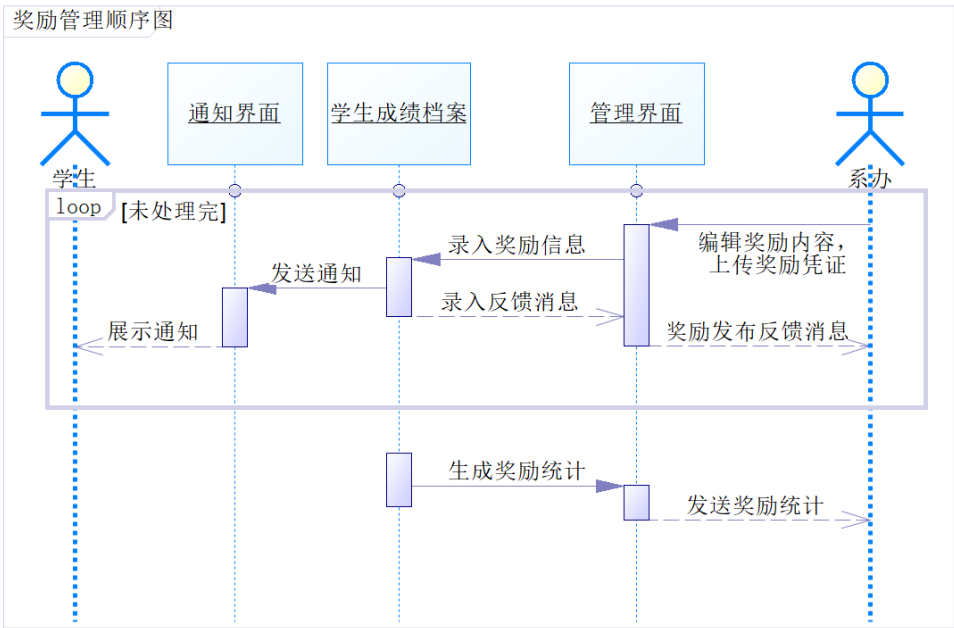 奖励管理顺序图
通知界面
学生成绩档案
管理界面
学生
系办
loop
[未处理完]
编辑奖励内容，
上传奖励凭证
录入奖励信息
发送通知
录入反馈消息
展示通知
奖励发布反馈消息
生成奖励统计
发送奖励统计